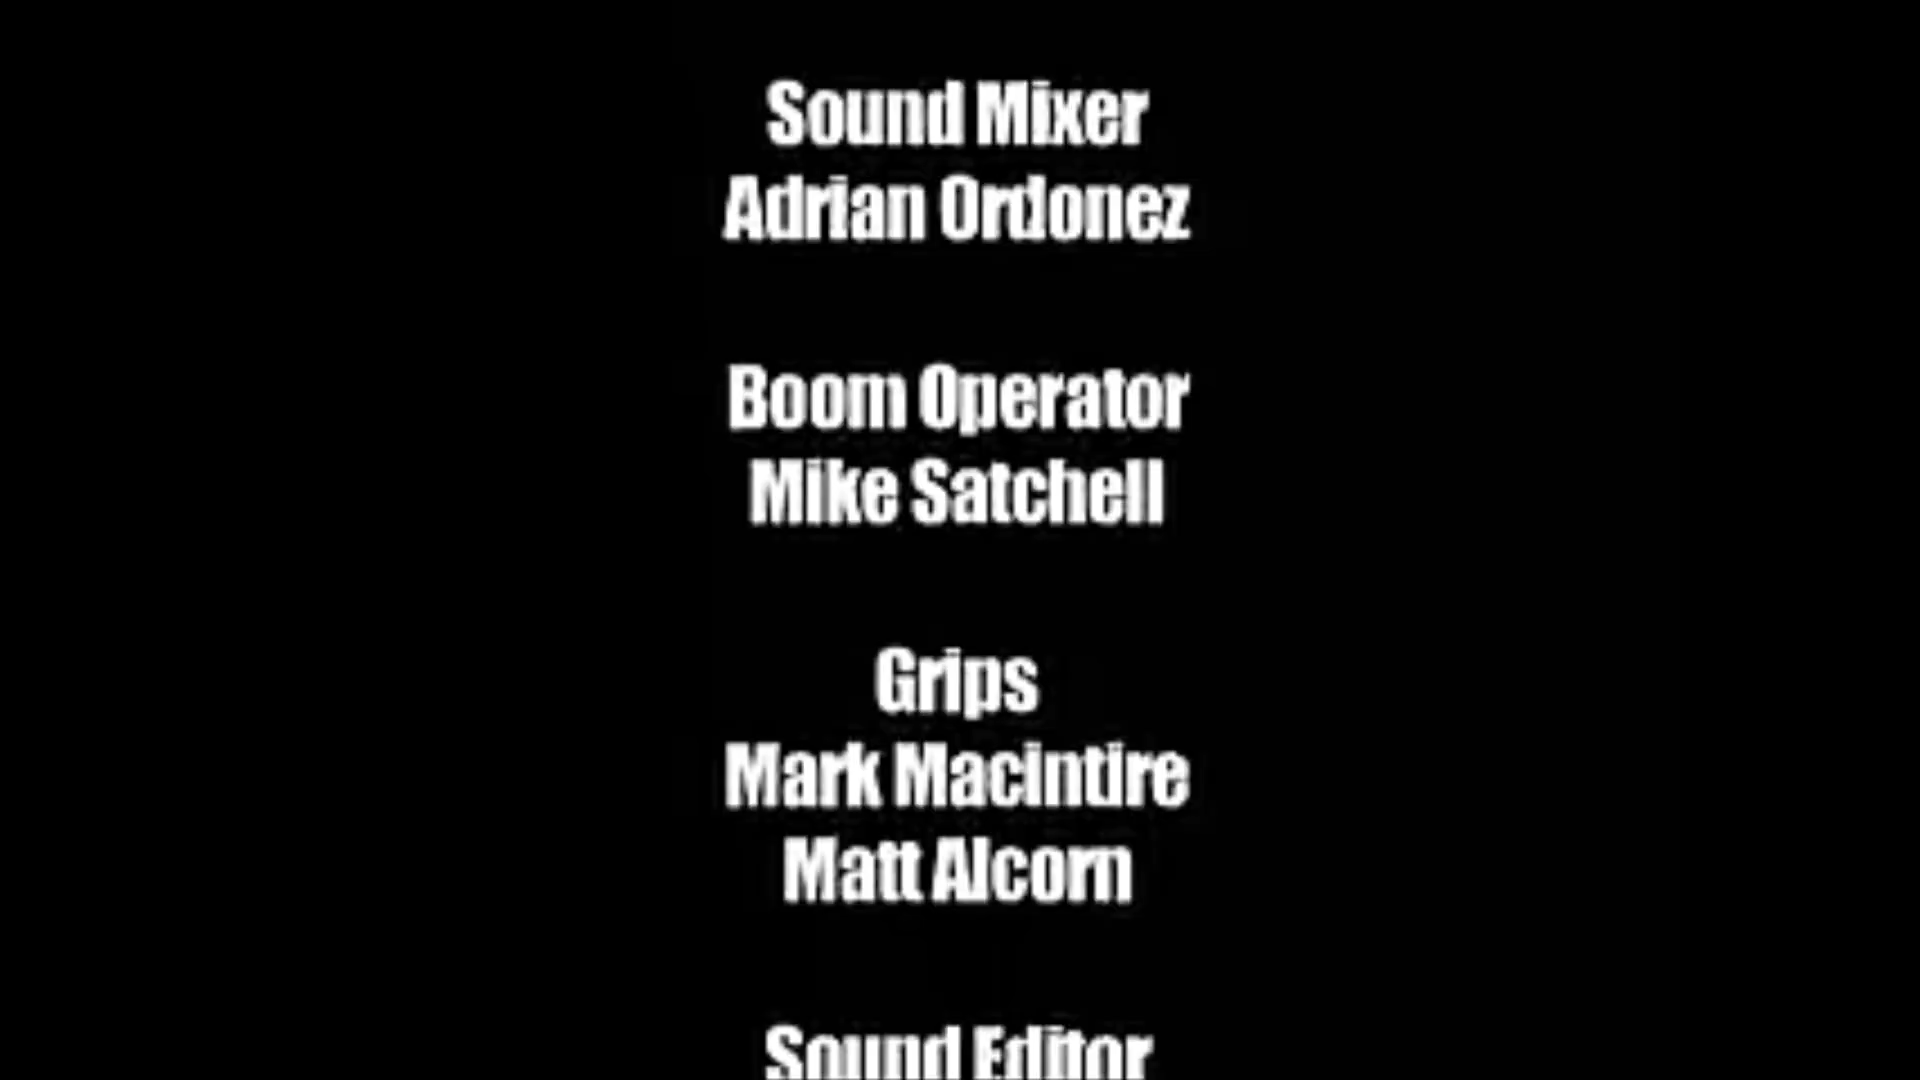 Sound Mixer
Adrian Ordonez
Boom Operator
Mike Satchell
Grips
Mark Macintire
Matt Alcorn
Sound Editor